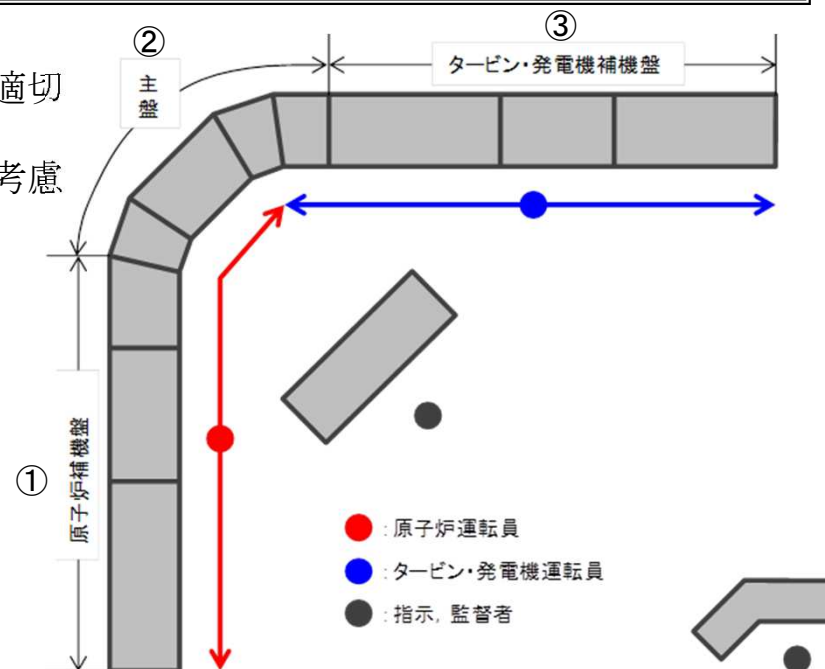 ②
③
適切
主
盤
タービン・発電機補機盤
考慮
①
原子炉補機盤
: 原子炉運転員
: タービン・発電機運転員
: 指示, 監督者